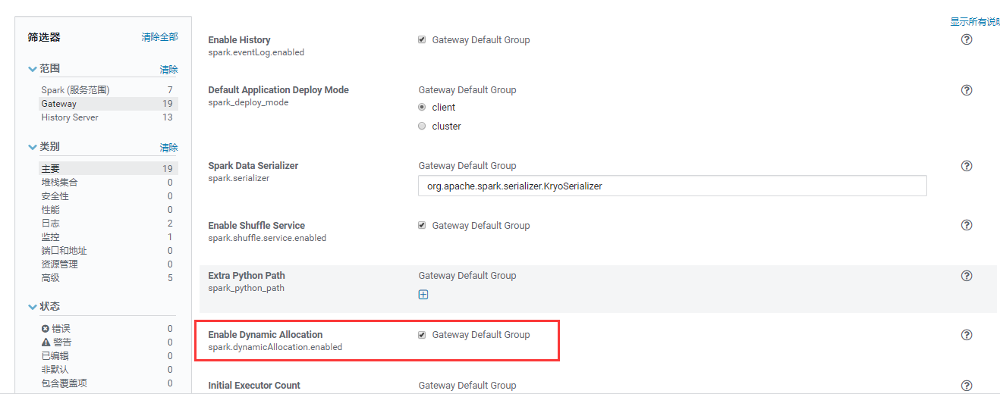 显示所有说明
筛选器 清除全部
范围 清除
Spark (服务范围) 7
Gateway 19
History Server 13
类别 清除
主要 19
堆栈集合 0
安全性 0
性能 0
日志 2
监控 1
端口和地址 0
资源管理 0
高级 5
状态
错误 0
警告 0
已编辑 0
非默认 0
包含覆盖项 0
Enable History Gateway Default Group
spark.eventLog.enabled
Default Application Deploy Mode Gateway Default Group
spark_deploy_mode
client
cluster
Spark Data Serializer Gateway Default Group
spark.serializer
org.apache.spark.serializer.KryoSerializer
Enable Shuffle Service Gateway Default Group
spark.shuffle.service.enabled
Extra Python Path Gateway Default Group
spark_python_path
Enable Dynamic Allocation Gateway Default Group
spark.dynamicAllocation.enabled
Initial Executor Count Gateway Default Group